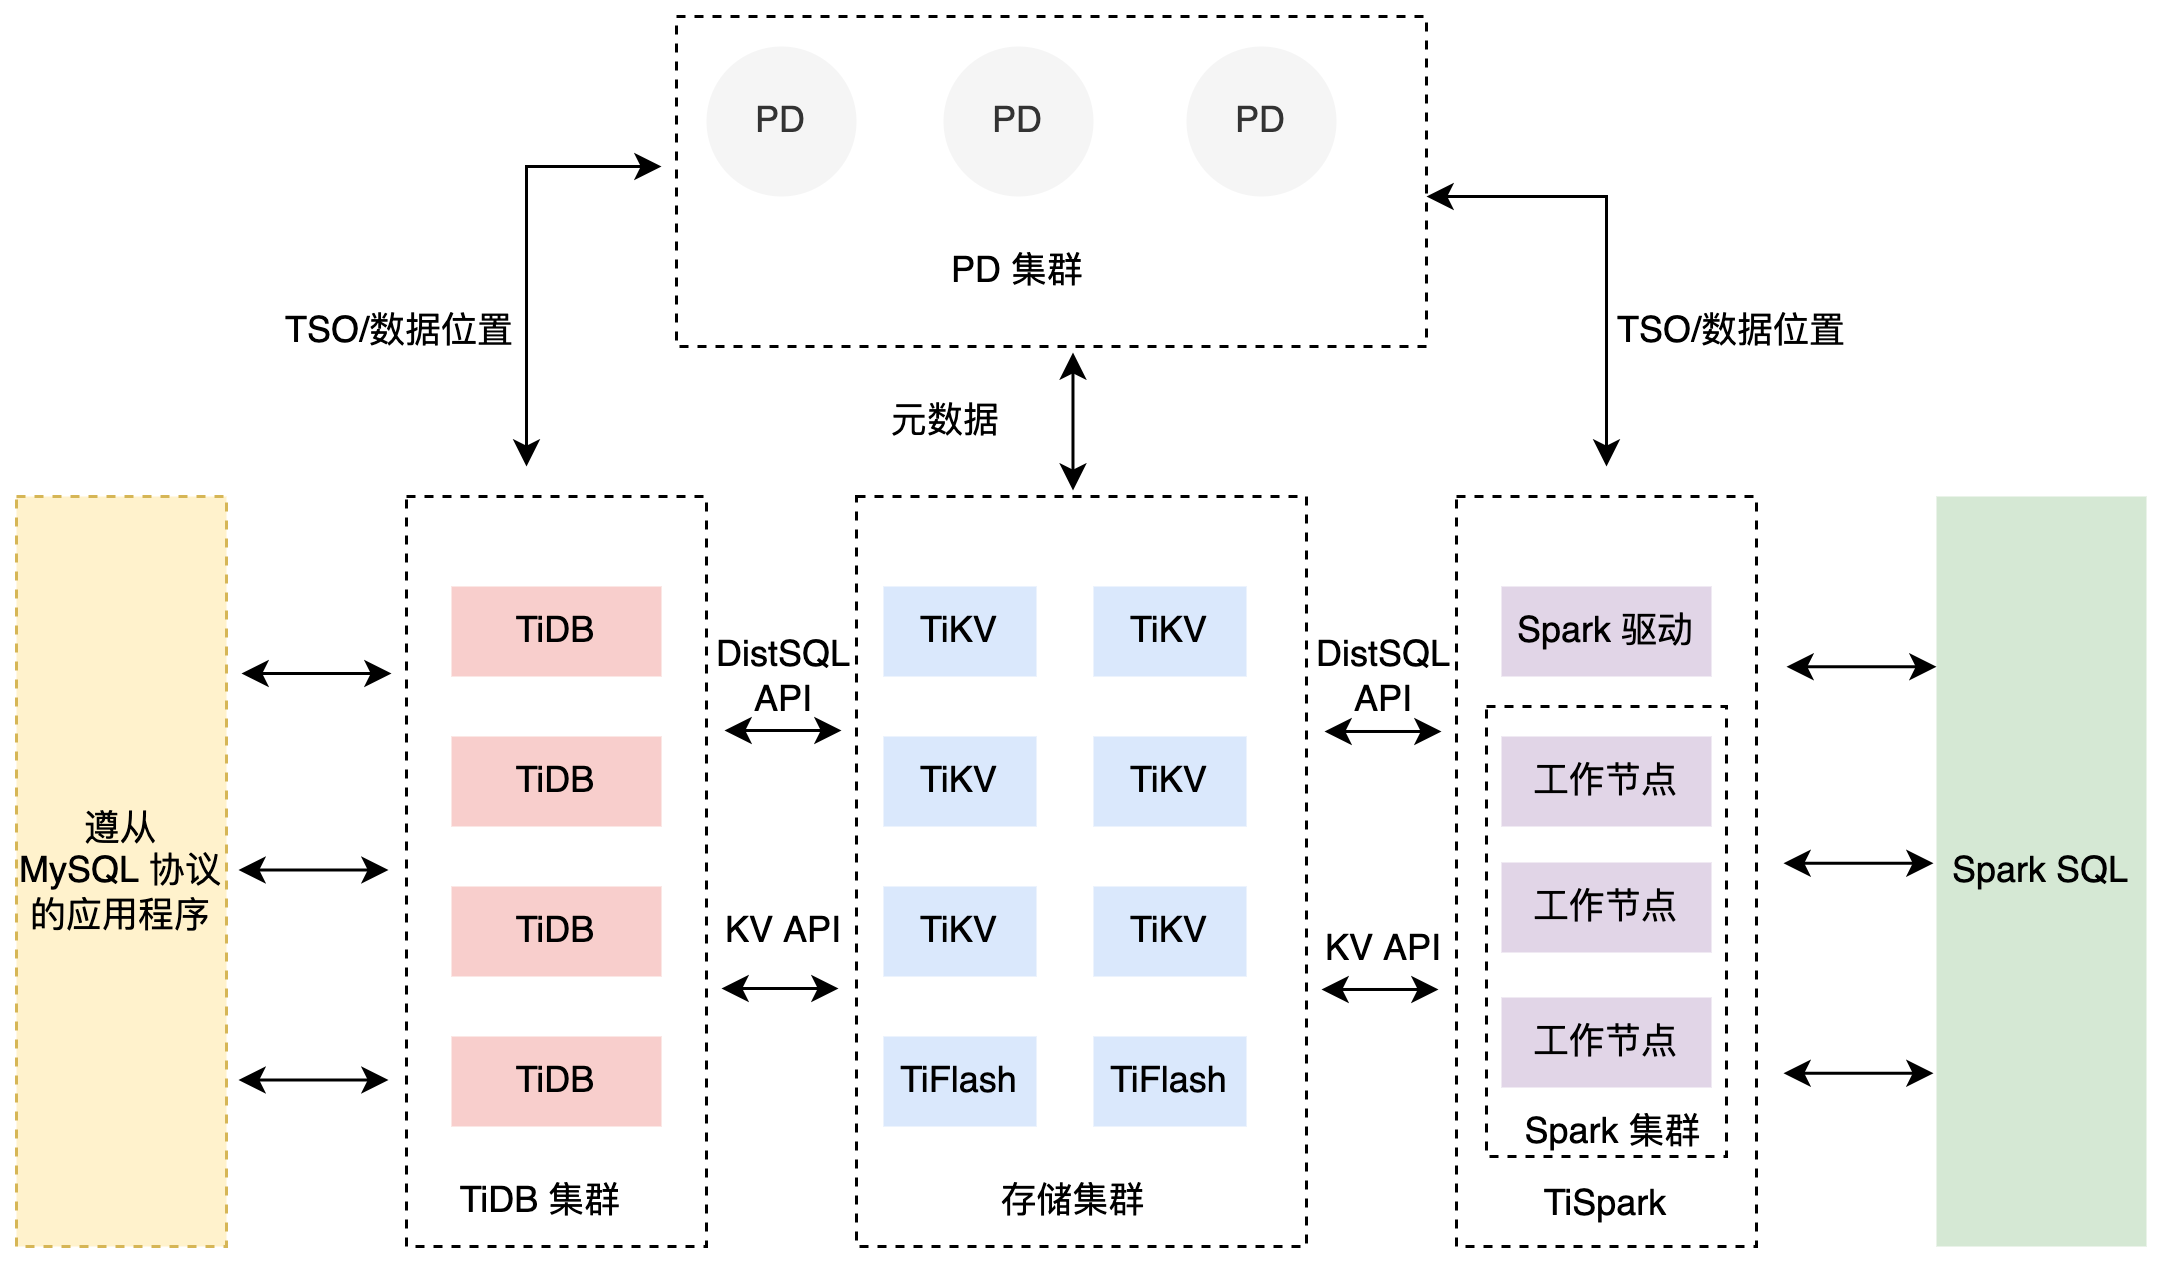 PD
PD
PD
PD 集群
TSO/数据位置
TSO/数据位置
元数据
遵从
MySQL 协议
的应用程序
TiDB
TiDB
TiDB
TiDB
TiDB 集群
DistSQL
API
KV API
TiKV
TiKV
TiKV
TiKV
TiKV
TiKV
TiFlash
TiFlash
存储集群
DistSQL
API
KV API
Spark 驱动
工作节点
工作节点
工作节点
Spark 集群
TiSpark
Spark SQL